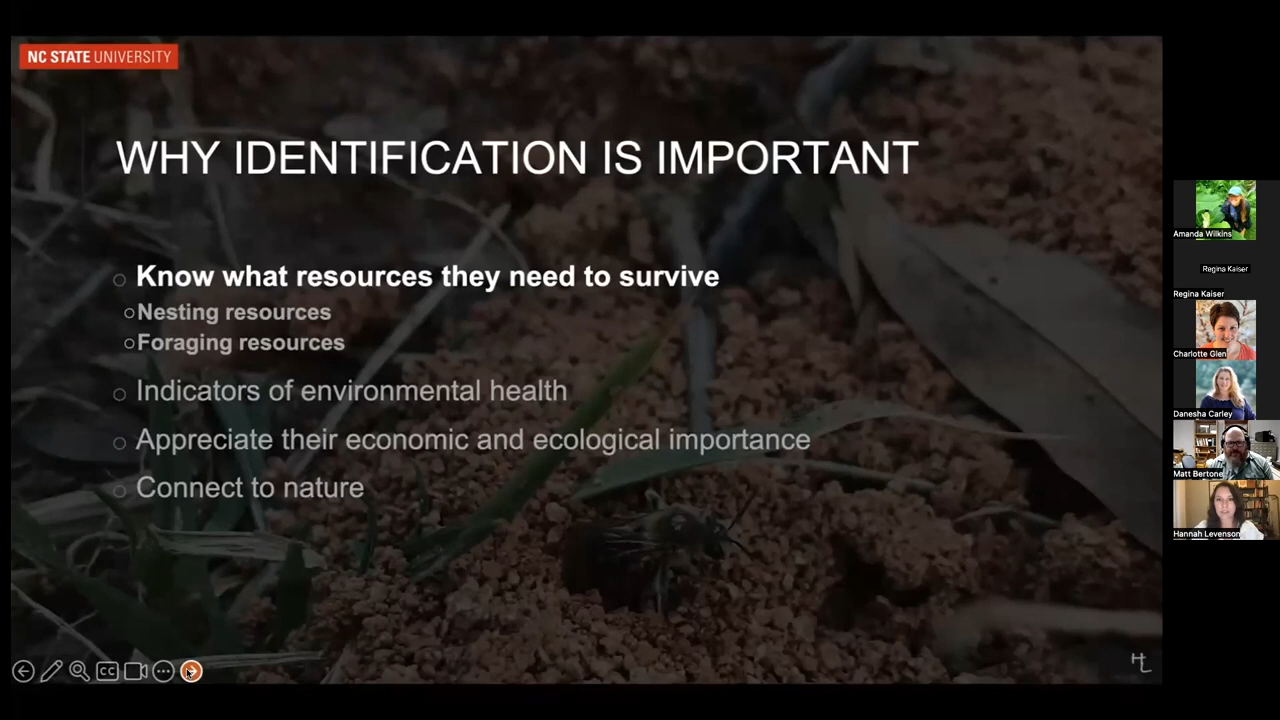 NC STATE UNIVERSITY
WHY IDENTIFICATION IS IMPORTANT
Know what resources they need to survive
Nesting resources
Foraging resources
Indicators of environmental health
Appreciate their economic and ecological importance
Connect to nature
CC
HL
Amanda Wilkins
Regina Kaiser
Regina Kaiser
Charlotte Glen
Danesha Carley
Matt Bertone
Hannah Levenson